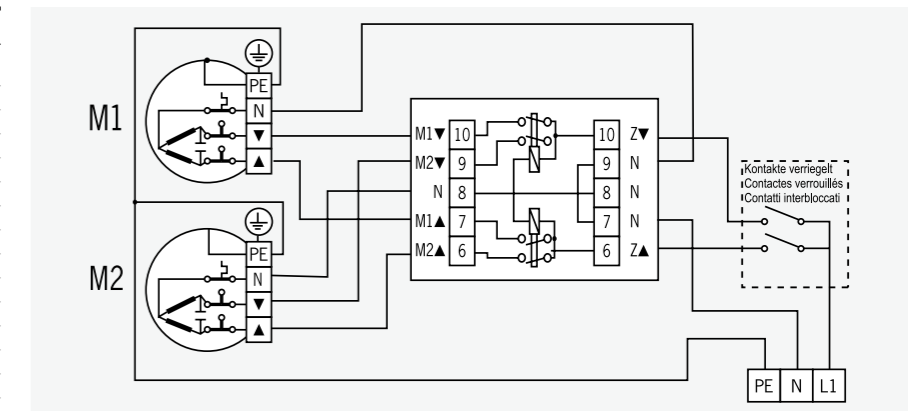 M1
PE
N
▼
▲
M2
PE
N
▼
▲
M1▼ 10
M2▼ 9
N 8
M1▲ 7
M2▲ 6
10 Z▼
9 N
8 N
7 N
6 Z▲
Kontakte verriegelt
Contactes verrouillés
Contatti interbloccati
PE N L1